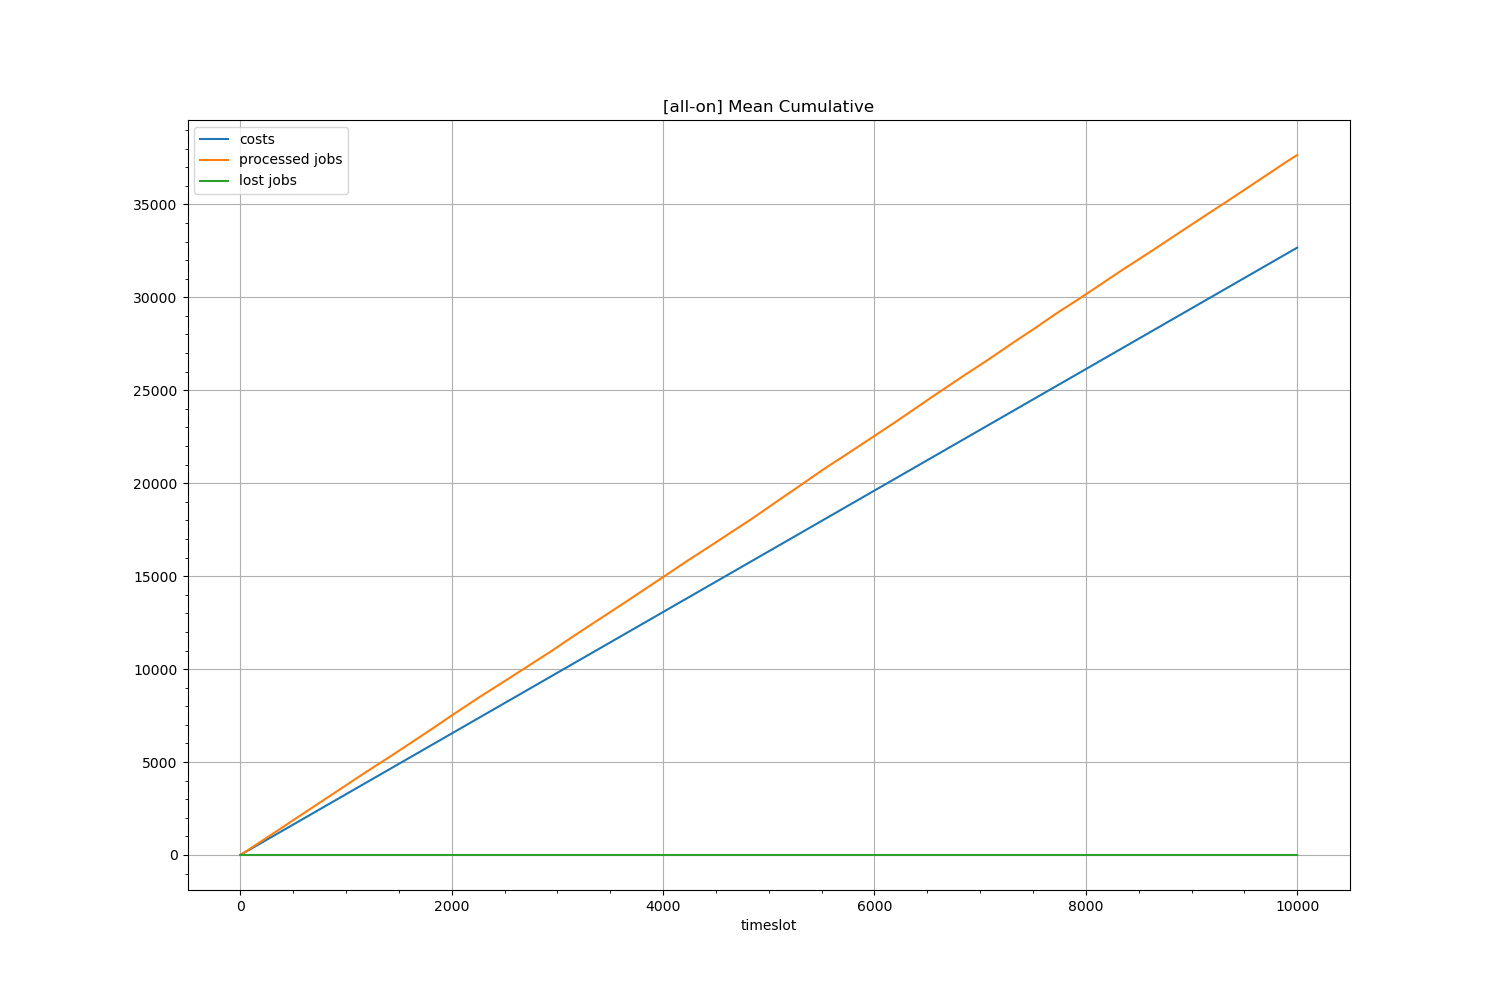 [all-on] Mean Cumulative
costs
processed jobs
lost jobs
35000
30000
25000
20000
15000
10000
5000
0
0 2000 4000 6000 8000 10000
timeslot